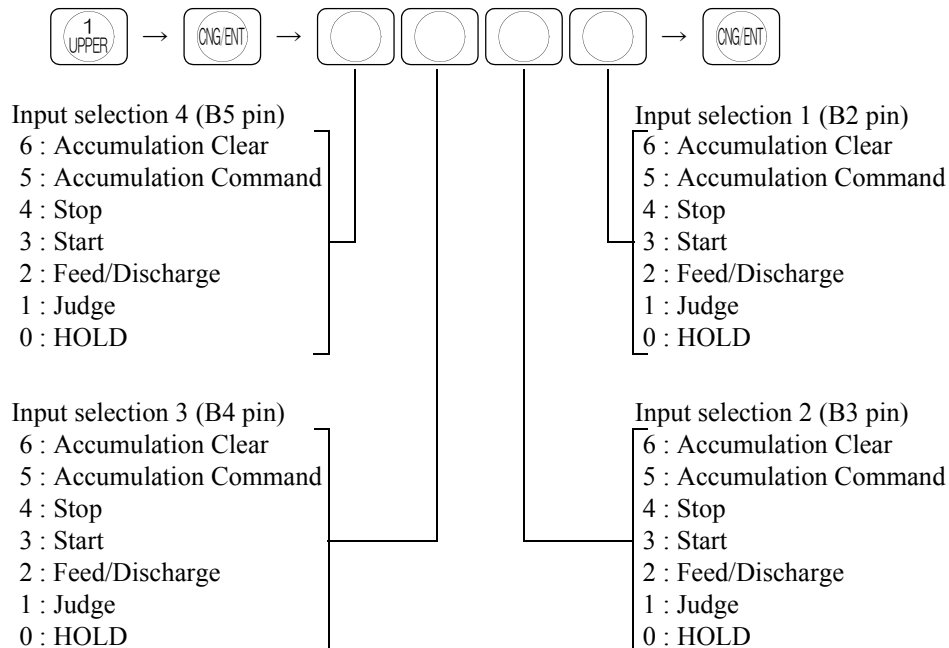 1 UPPER → CNG/ENT → → CNG/ENT
Input selection 4 (B5 pin)
6 : Accumulation Clear
5 : Accumulation Command
4 : Stop
3 : Start
2 : Feed/Discharge
1 : Judge
0 : HOLD
Input selection 1 (B2 pin)
6 : Accumulation Clear
5 : Accumulation Command
4 : Stop
3 : Start
2 : Feed/Discharge
1 : Judge
0 : HOLD
Input selection 3 (B4 pin)
6 : Accumulation Clear
5 : Accumulation Command
4 : Stop
3 : Start
2 : Feed/Discharge
1 : Judge
0 : HOLD
Input selection 2 (B3 pin)
6 : Accumulation Clear
5 : Accumulation Command
4 : Stop
3 : Start
2 : Feed/Discharge
1 : Judge
0 : HOLD